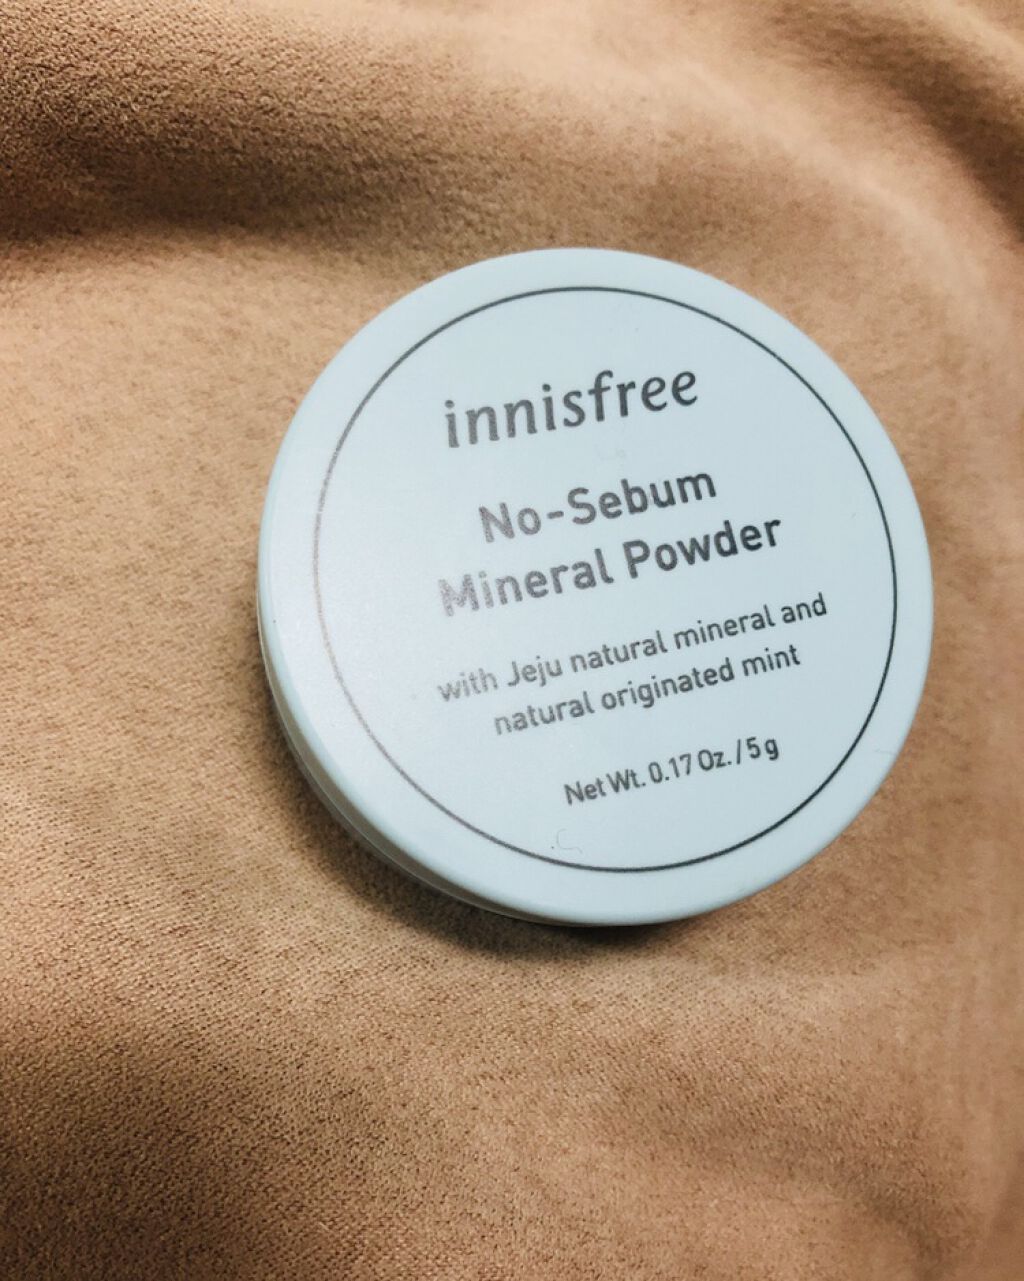 innisfree
No-Sebum
Mineral Powder
with Jeju natural mineral and
natural originated mint
Net Wt. 0.17 Oz. / 5 g